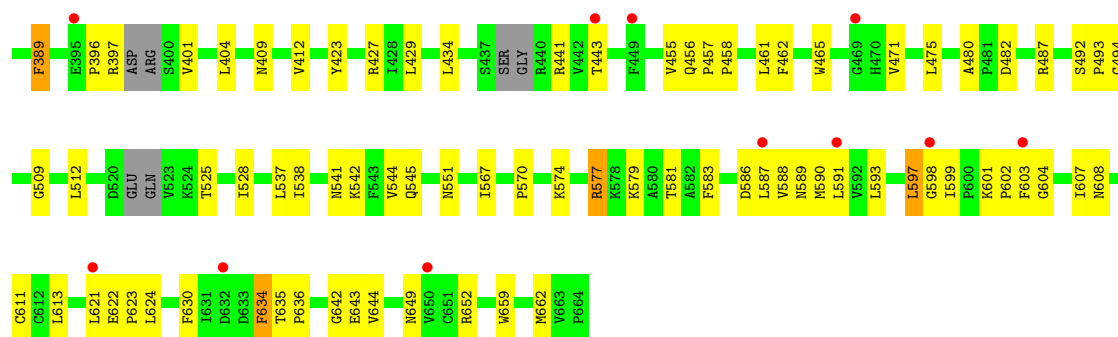 F389 E395 P396 R397 ASP ARG S400 V401 L404 N409 V412 Y423 R427 I428 L429 L434 S437 SER GLY R440 R441 V442 T443 F449 V455 Q456 P457 P458 L461 F462 W465 G469 H470 V471 L475 A480 P481 D482 R487 S492 P493
G509 L512 D520 GLU GLN V523 K524 T525 I528 L537 I538 N541 K542 F543 V544 Q545 N551 I567 P570 K574 R577 K578 K579 A580 T581 A582 F583 D586 L587 V588 N589 M590 L591 V592 L593 L597 G598 I599 P600 K601 P602 F603 G604 I607 N608
C611 C612 L613 L621 E622 P623 L624 F630 I631 D632 D633 F634 T635 P636 G642 E643 V644 N649 V650 C651 R652 W659 M662 V663 P664